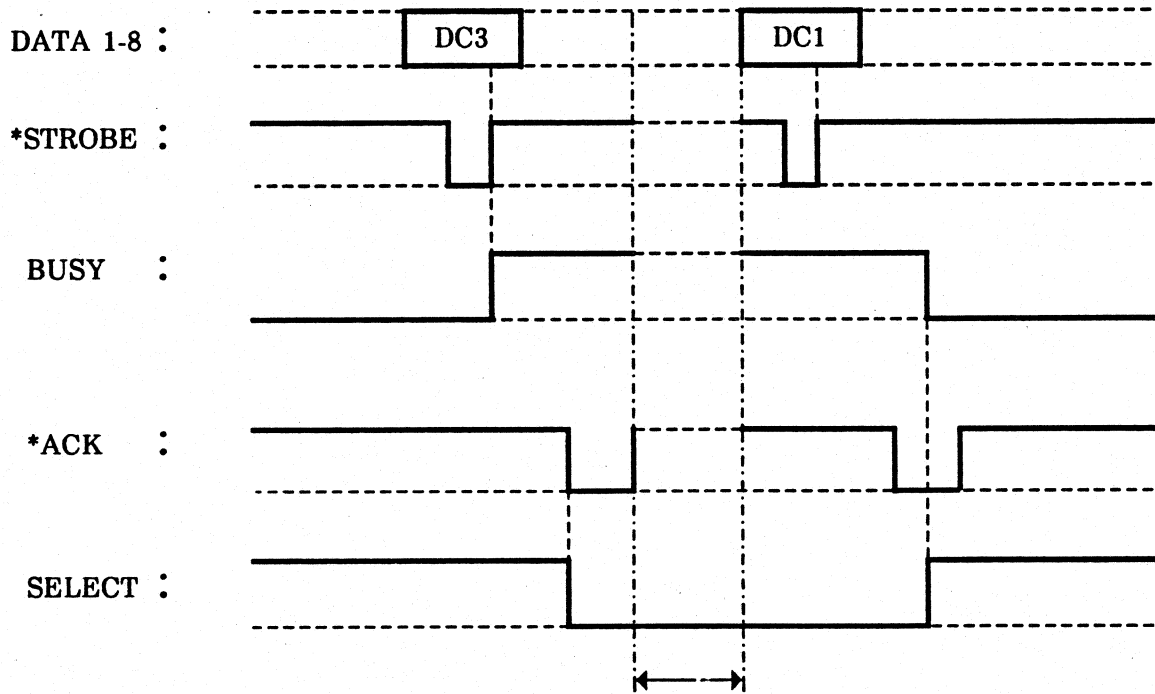 DATA 1-8 : DC3 DC1
*STROBE :
BUSY :
*ACK :
SELECT :